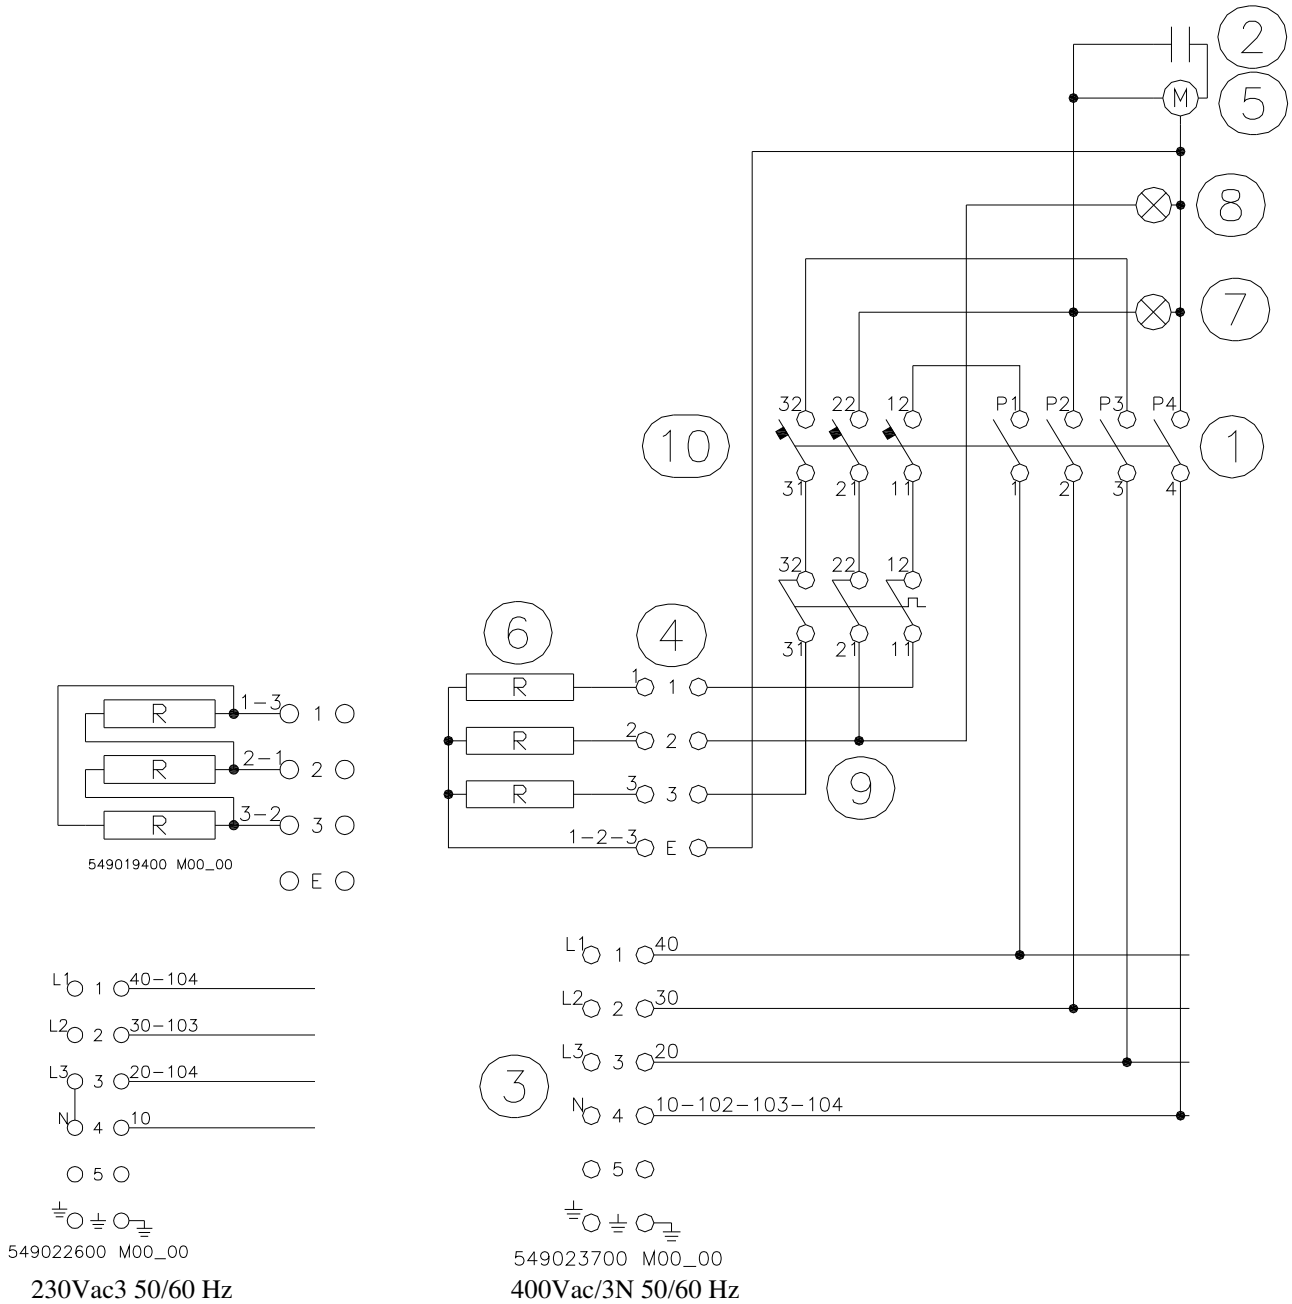 2
M 5
8
7
32 22 12 P1 P2 P3 P4
10 1
31 21 11 1 2 3 4
32 22 12
6 4
31 21 11
R 1 1
R 2 2
R 3 3
9
1-2-3 E
R 1-3 1
R 2-1 2
R 3-2 3
549019400 M00_00
E
L1 1 40
L2 2 30
L3 3 20
3
N 4 10-102-103-104
5
549023700 M00_00
400Vac/3N 50/60 Hz
L1 1 40-104
L2 2 30-103
L3 3 20-104
N 4 10
5
549022600 M00_00
230Vac3 50/60 Hz